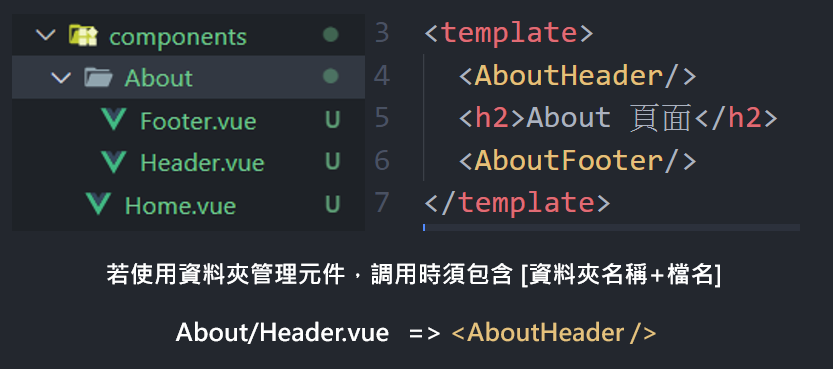 components
About
Footer.vue U
Header.vue U
Home.vue U
3 <template>
4 <AboutHeader/>
5 <h2>About 頁面</h2>
6 <AboutFooter/>
7 </template>
若使用資料夾管理元件，調用時須包含 [資料夾名稱+檔名]
About/Header.vue => <AboutHeader />